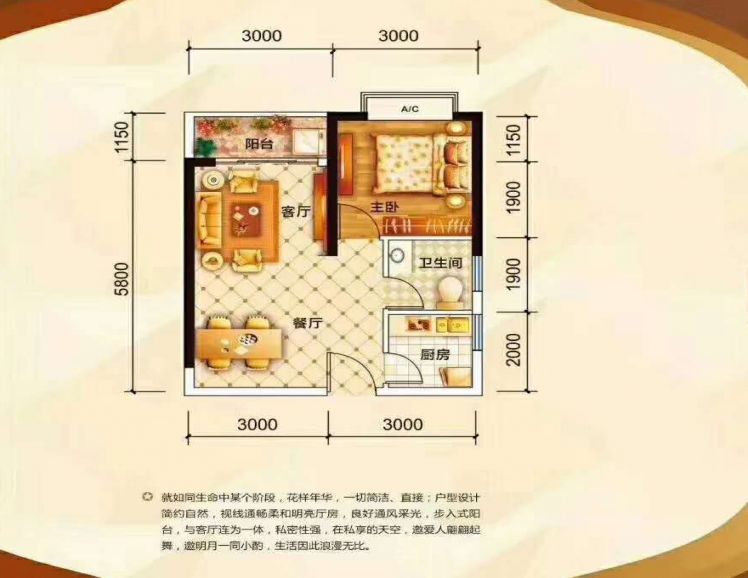 3000 3000
A/C
1150
阳台
1150
主卧
客厅
1900
5800
卫生间
1900
餐厅
厨房
2000
3000 3000
就如同生命中某个阶段，花样年华，一切简洁、直接；户型设计
简约自然，视线通畅柔和明亮厅房，良好通风采光，步入式阳
台，与客厅连为一体，私密性强，在私享的天空，邀爱人翩翩起
舞，邀明月一同小酌，生活因此浪漫无比。